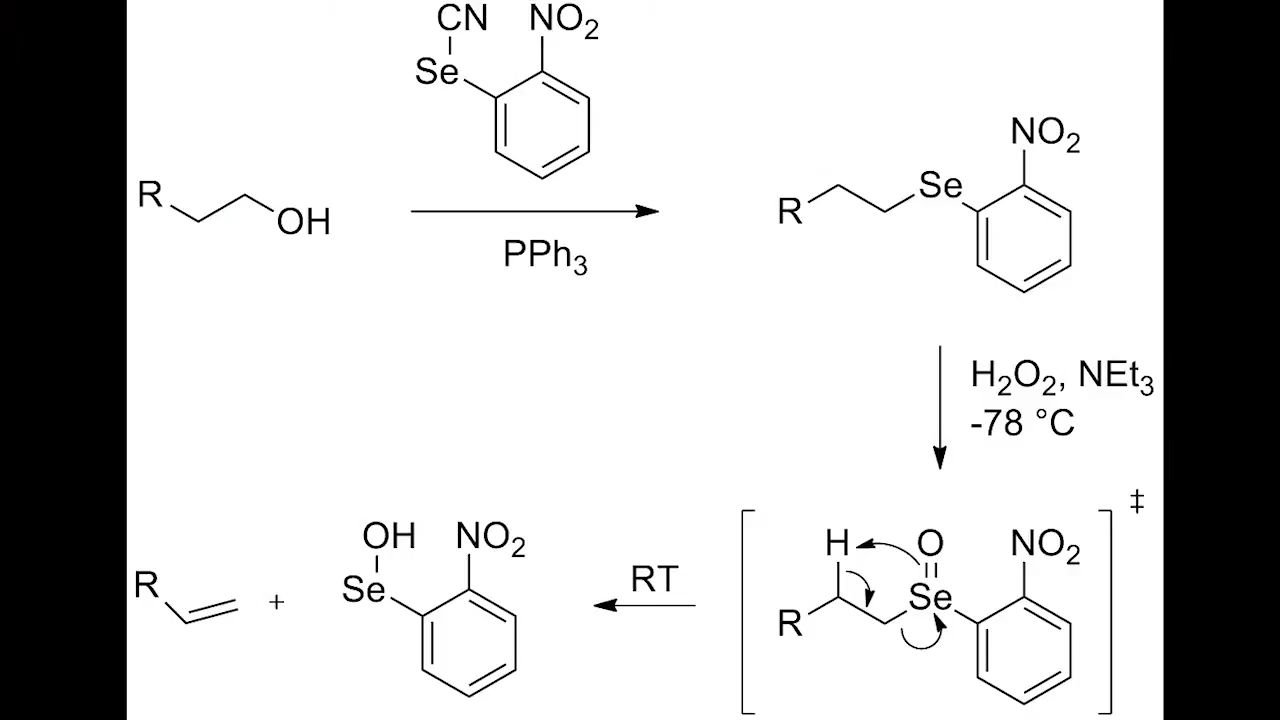 CN NO₂
Se
R
OH
PPh₃
NO₂
Se
R
H₂O₂, NEt₃
-78 °C
‡
H O NO₂
Se
R
RT
OH NO₂
Se
R
+